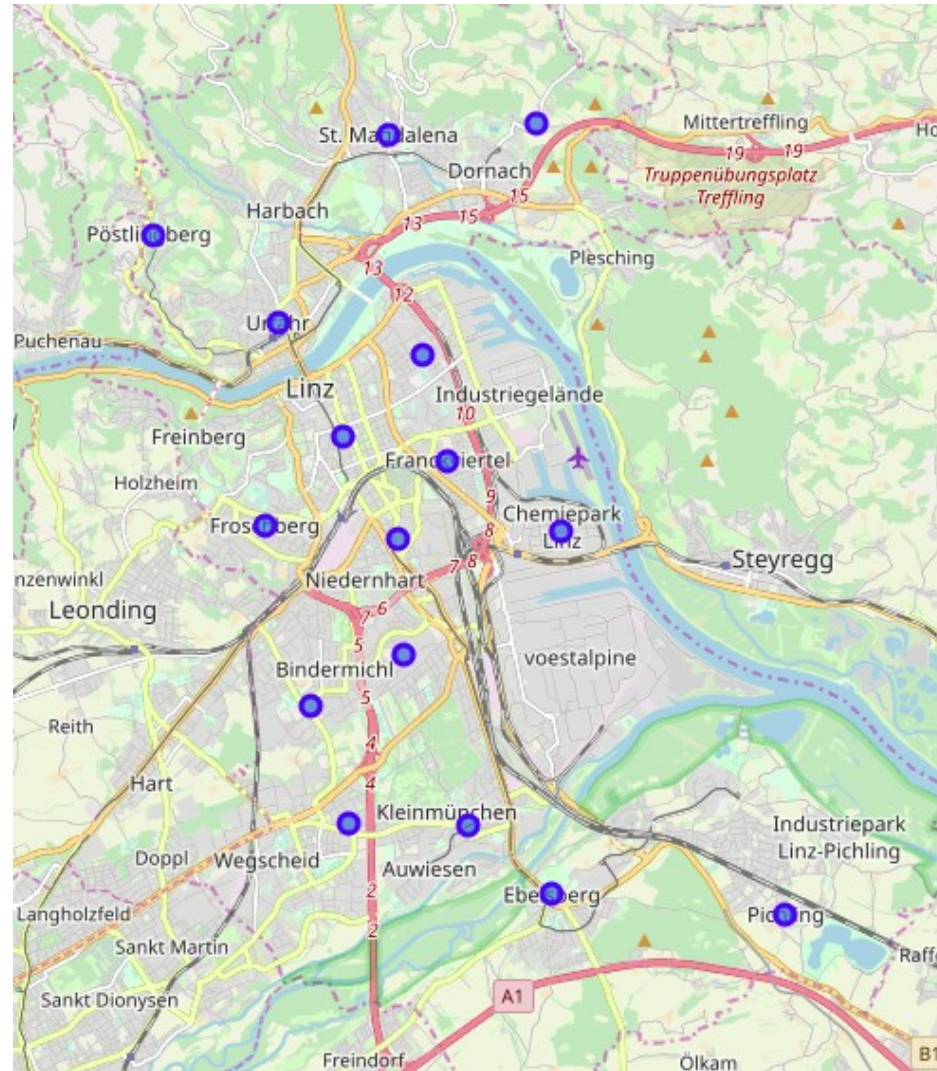 St. Magdalena
Mittertreffling
19
19
Truppenübungsplatz
Treffling
Dornach
15
15
13
Harbach
Pöstlingberg
Plesching
13
12
Urfahr
Puchenau
Linz
Industriegelände
10
Freinberg
Frankviertel
Holzheim
9
Froschberg
Chemiepark
Linz
8
8
7
Steyregg
Niedernhart
Leonding
7
6
5
voestalpine
Bindermichl
5
Reith
4
4
Hart
Kleinmünchen
Industriepark
Linz-Pichling
Doppl
Wegscheid
Auwiesen
2
2
Ebelsberg
Pichling
Langholzfeld
Sankt Martin
Sankt Dionysen
A1
Freindorf
Ölkam
B1